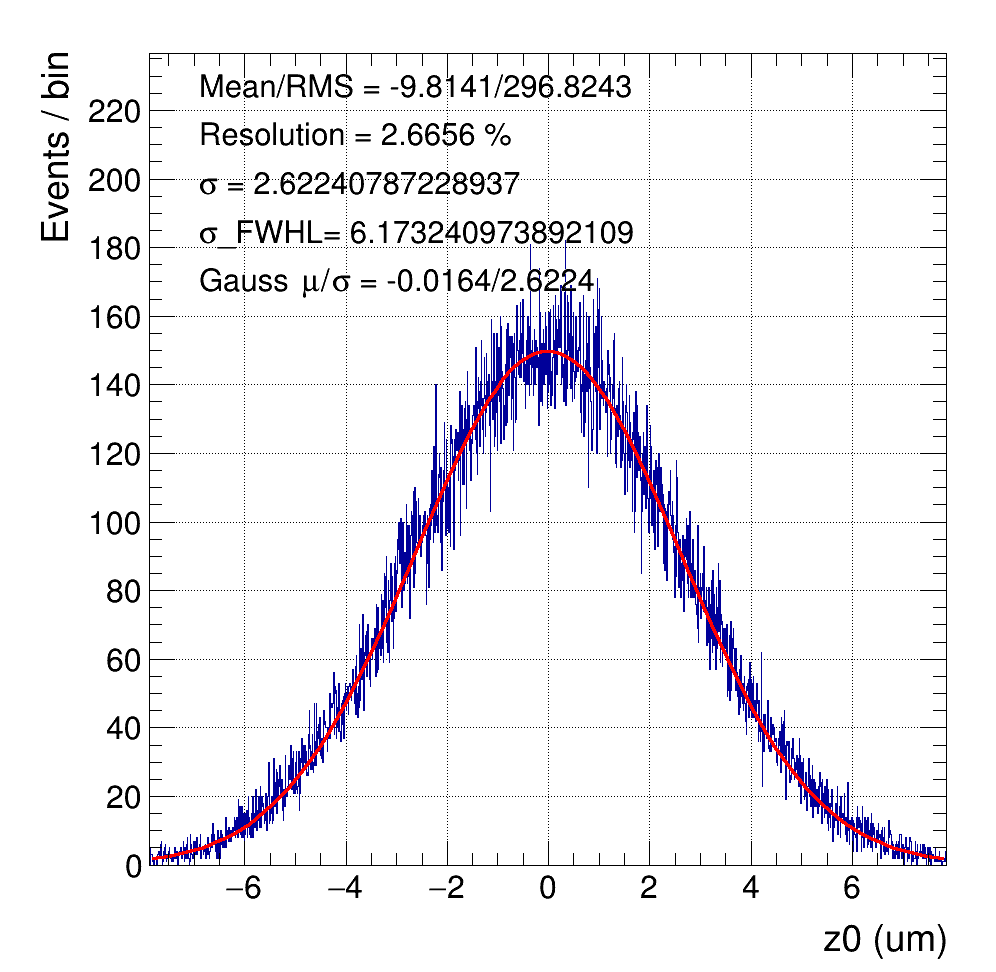 Events / bin
Mean/RMS = -9.8141/296.8243
Resolution = 2.6656 %
σ = 2.62240787228937
σ_FWHL= 6.173240973892109
Gauss μ/σ = -0.0164/2.6224
220
200
180
160
140
120
100
80
60
40
20
0
−6 −4 −2 0 2 4 6
z0 (um)